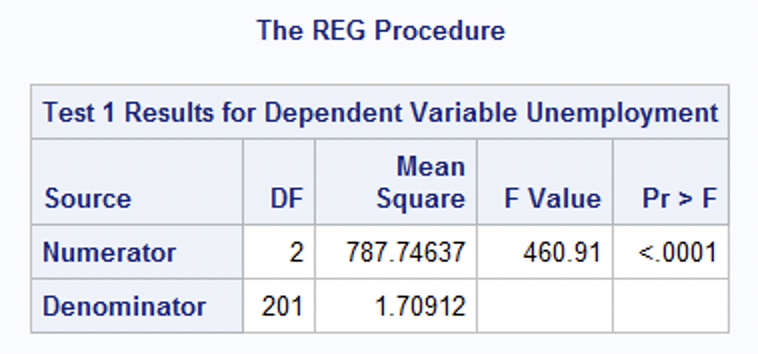 The REG Procedure
Test 1 Results for Dependent Variable Unemployment
Source DF Mean Square F Value Pr > F
Numerator 2 787.74637 460.91 <.0001
Denominator 201 1.70912